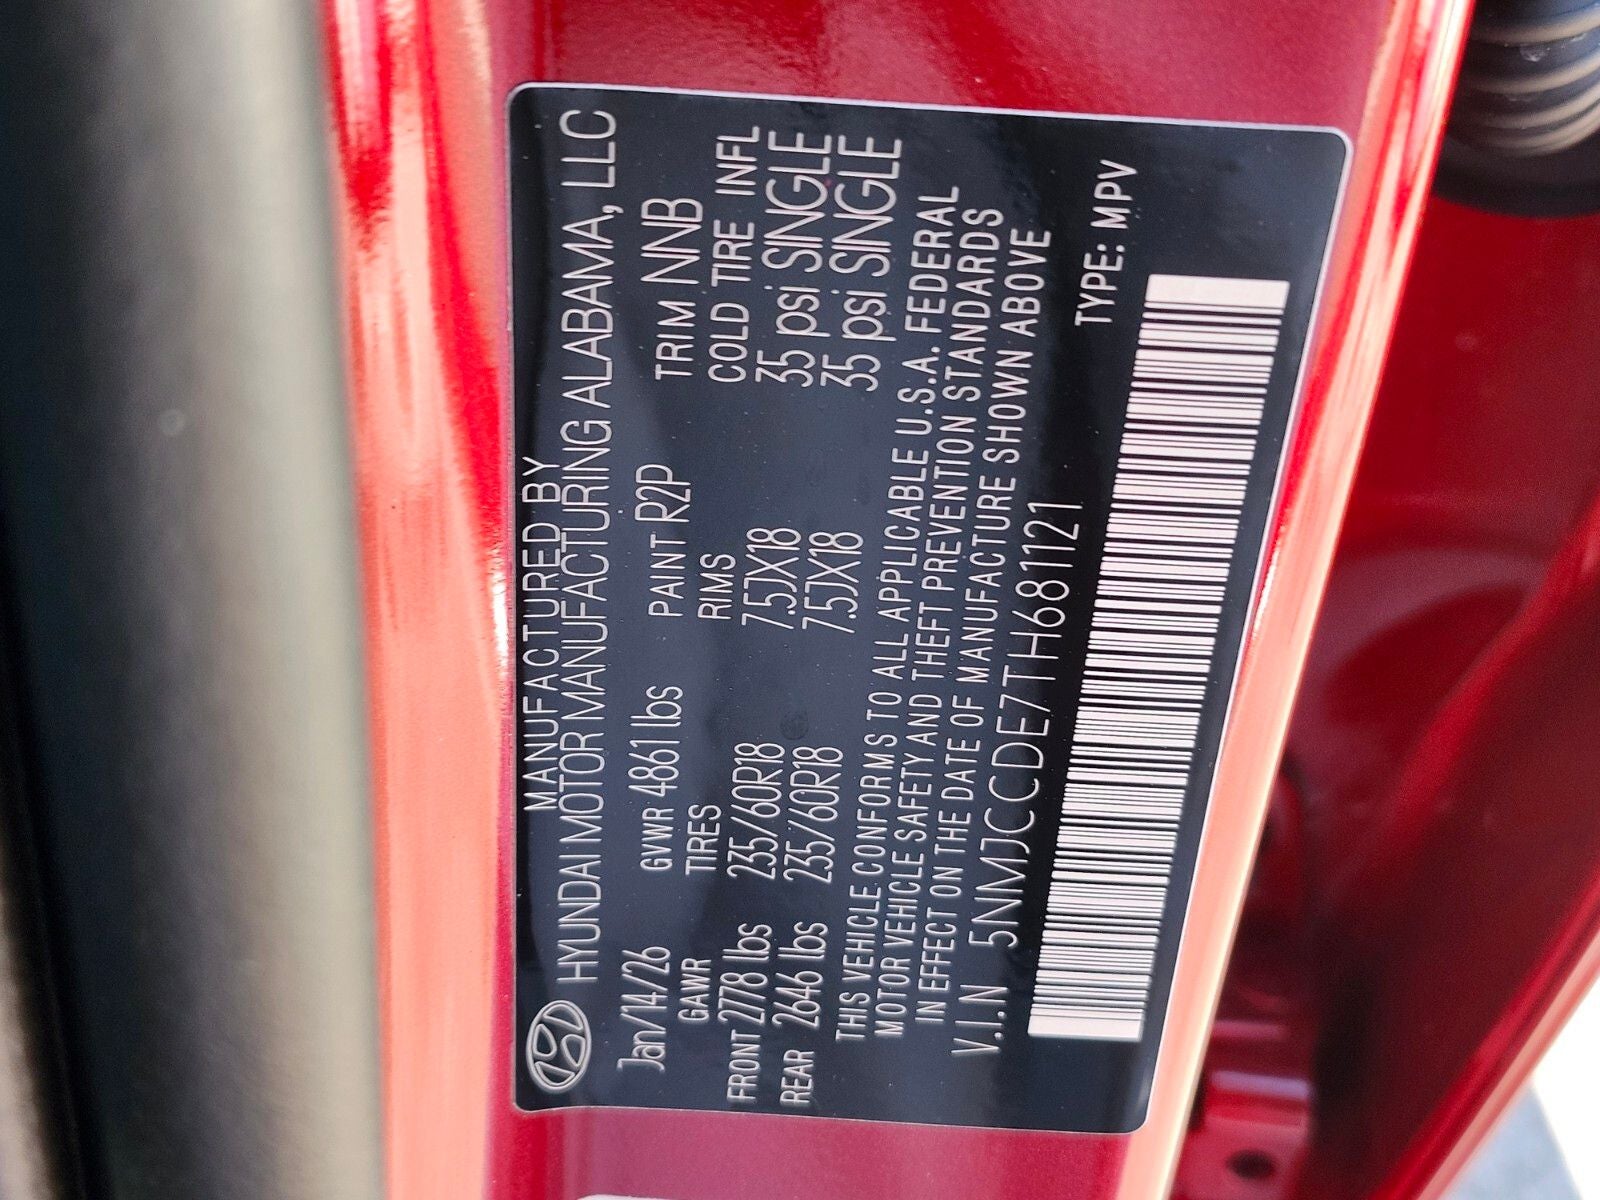 MANUFACTURED BY
HYUNDAI MOTOR MANUFACTURING ALABAMA, LLC
Jan/14/26 GVWR 4861 lbs PAINT R2P TRIM NNB
GAWR TIRES RIMS COLD TIRE INFL
FRONT 2778 lbs 235/60R18 7.5JX18 35 psi SINGLE
REAR 2646 lbs 235/60R18 7.5JX18 35 psi SINGLE
THIS VEHICLE CONFORMS TO ALL APPLICABLE U.S.A. FEDERAL
MOTOR VEHICLE SAFETY AND THEFT PREVENTION STANDARDS
IN EFFECT ON THE DATE OF MANUFACTURE SHOWN ABOVE
V.I.N 5NMJCCDE7TH681121 TYPE: MPV